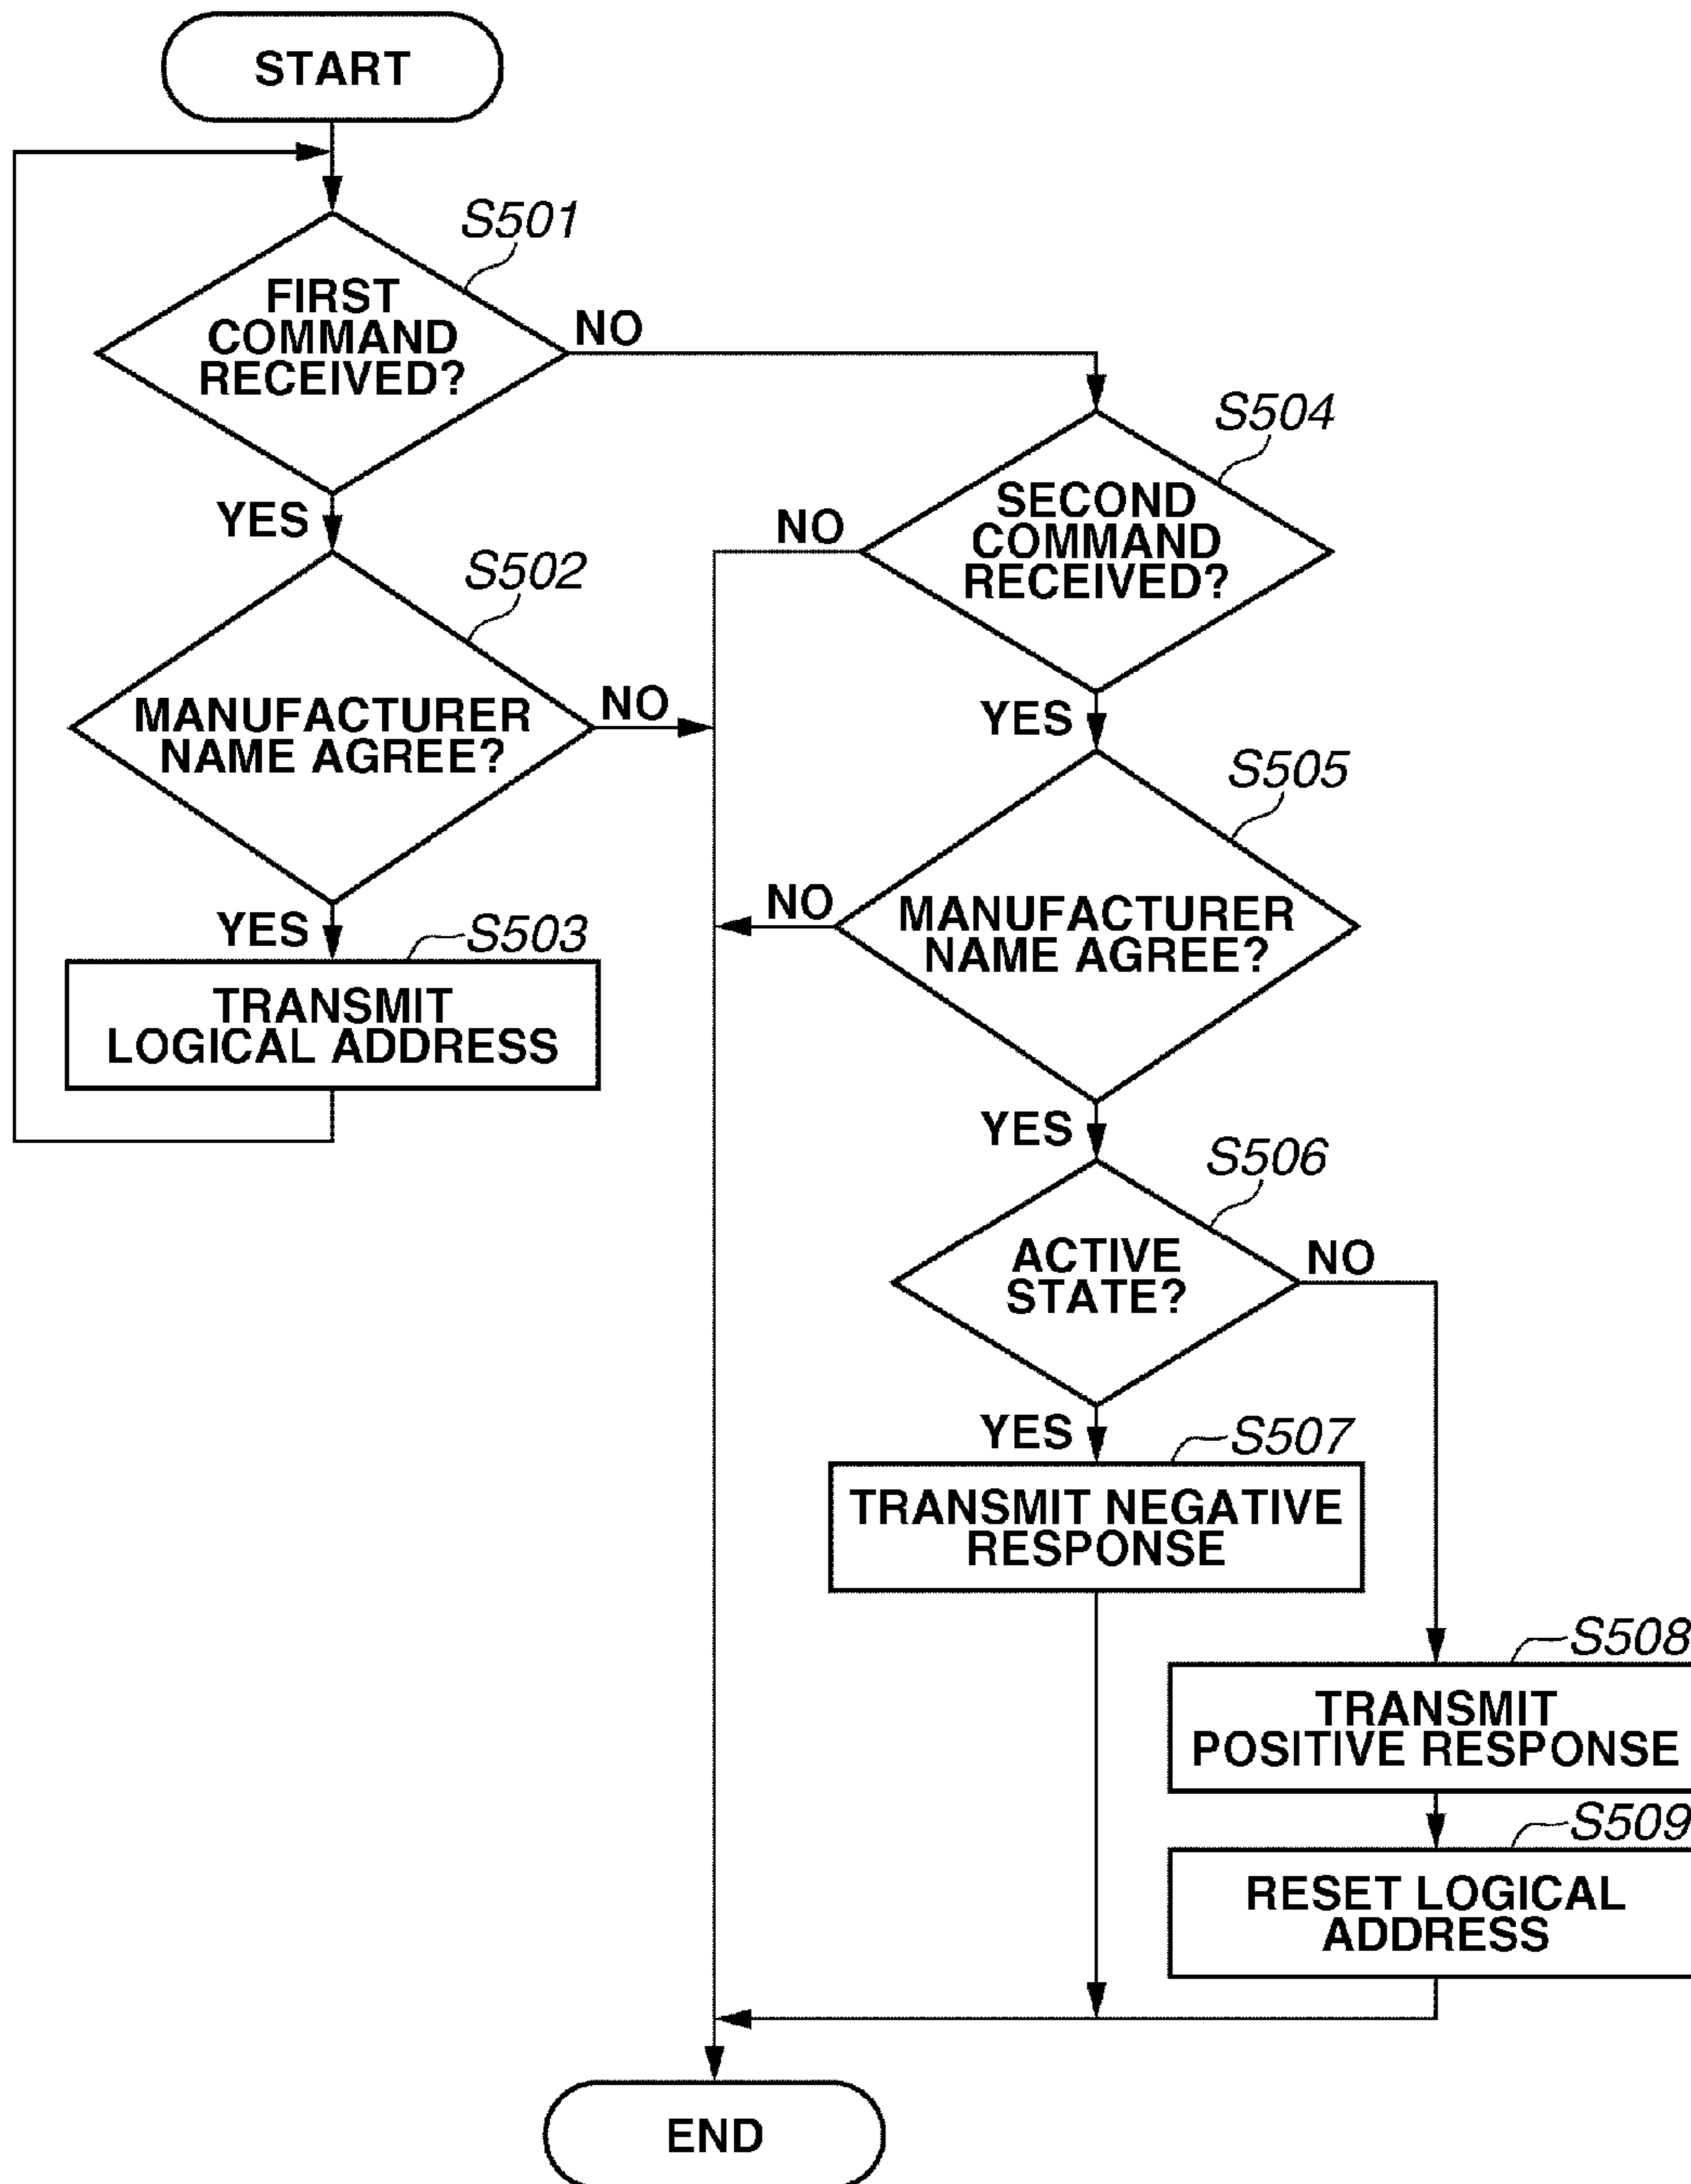 START
S501
FIRST
COMMAND
RECEIVED?
NO
S504
SECOND
COMMAND
RECEIVED?
NO
YES
S502
MANUFACTURER
NAME AGREE?
NO
YES
S505
MANUFACTURER
NAME AGREE?
NO
YES
S503
TRANSMIT
LOGICAL ADDRESS
YES
S506
ACTIVE
STATE?
NO
YES
S507
TRANSMIT NEGATIVE
RESPONSE
S508
TRANSMIT
POSITIVE RESPONSE
S509
RESET LOGICAL
ADDRESS
END